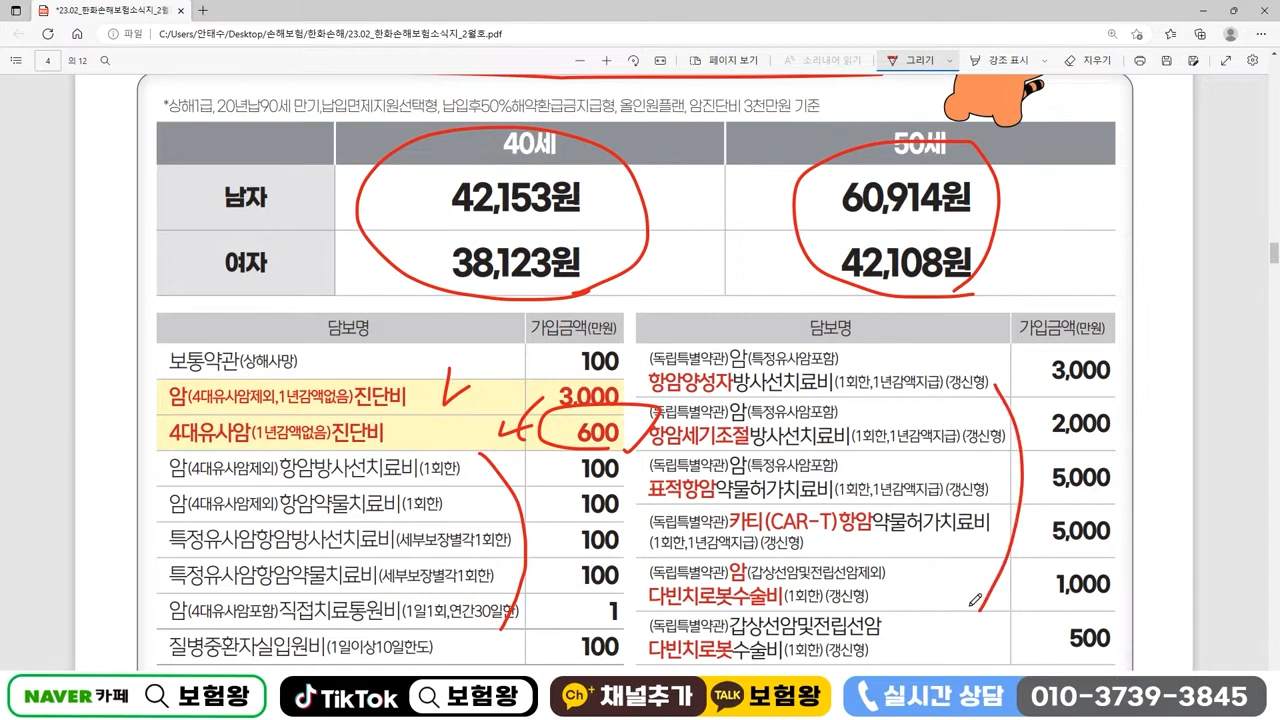 *23.02_한화손해보험소식지_2월
파일
C:/Users/안태수/Desktop/손해보험/한화손해/23.02_한화손해보험소식지_2월호.pdf
4 의 12
페이지 보기
소리내어 읽기
그리기
강조 표시
지우기
*상해1급, 20년납90세 만기,납입면제지원선택형, 납입후50%해약환급금지급형, 올인원플랜, 암진단비 3천만원 기준
40세 50세
남자 42,153원 60,914원
여자 38,123원 42,108원
담보명 가입금액(만원)
보통약관(상해사망) 100
암(4대유사암제외,1년감액없음)진단비 3,000
4대유사암(1년감액없음)진단비 600
암(4대유사암제외)항암방사선치료비(1회한) 100
암(4대유사암제외)항암약물치료비(1회한) 100
특정유사암항암방사선치료비(세부보장별각1회한) 100
특정유사암항암약물치료비(세부보장별각1회한) 100
암(4대유사암포함)직접치료통원비(1일1회,연간30일한) 1
질병중환자실입원비(1일이상10일한도) 100
담보명 가입금액(만원)
(독립특별약관)암(특정유사암포함)
항암양성자방사선치료비(1회한,1년감액지급)(갱신형) 3,000
(독립특별약관)암(특정유사암포함)
항암세기조절방사선치료비(1회한,1년감액지급)(갱신형) 2,000
(독립특별약관)암(특정유사암포함)
표적항암약물허가치료비(1회한,1년감액지급)(갱신형) 5,000
(독립특별약관)카티(CAR-T)항암약물허가치료비
(1회한,1년감액지급)(갱신형) 5,000
(독립특별약관)암(갑상선암및전립선암제외)
다빈치로봇수술비(1회한)(갱신형) 1,000
(독립특별약관)갑상선암및전립선암
다빈치로봇수술비(1회한)(갱신형) 500
NAVER 카페 보험왕
TikTok 보험왕
Ch+ 채널추가 TALK 보험왕
실시간 상담 010-3739-3845